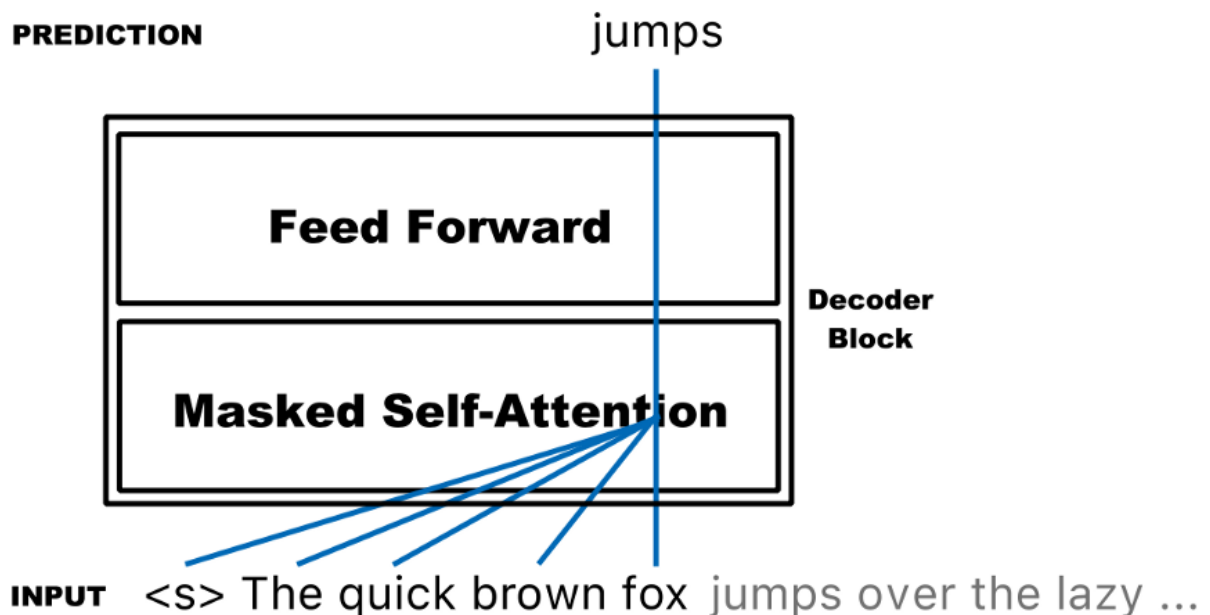 PREDICTION jumps
Feed Forward
Decoder
Block
Masked Self-Attention
INPUT <s> The quick brown fox jumps over the lazy ...